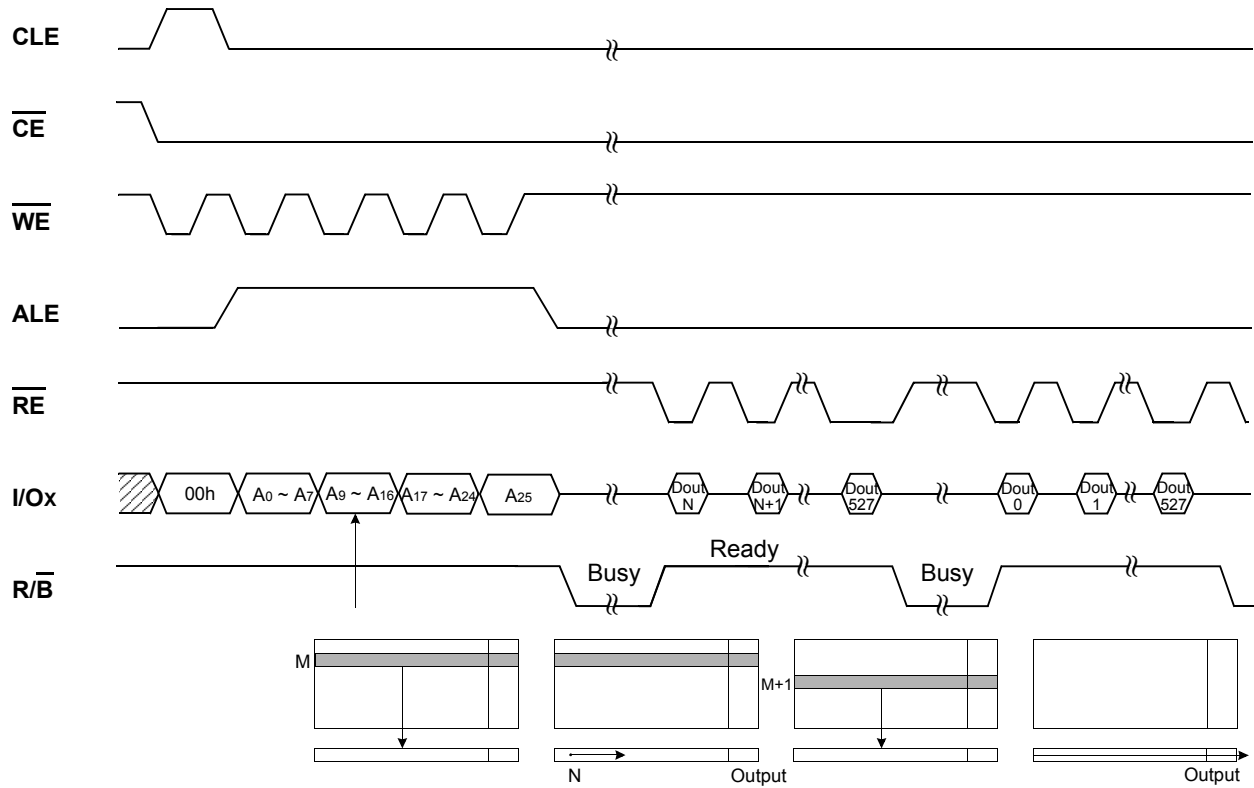 CLE
CE
WE
ALE
RE
I/Ox
00h
A0 ~ A7
A9 ~ A16
A17 ~ A24
A25
Dout
N
Dout
N+1
Dout
527
Dout
0
Dout
1
Dout
527
R/B
Busy
Ready
Busy
M
M+1
N
Output
Output